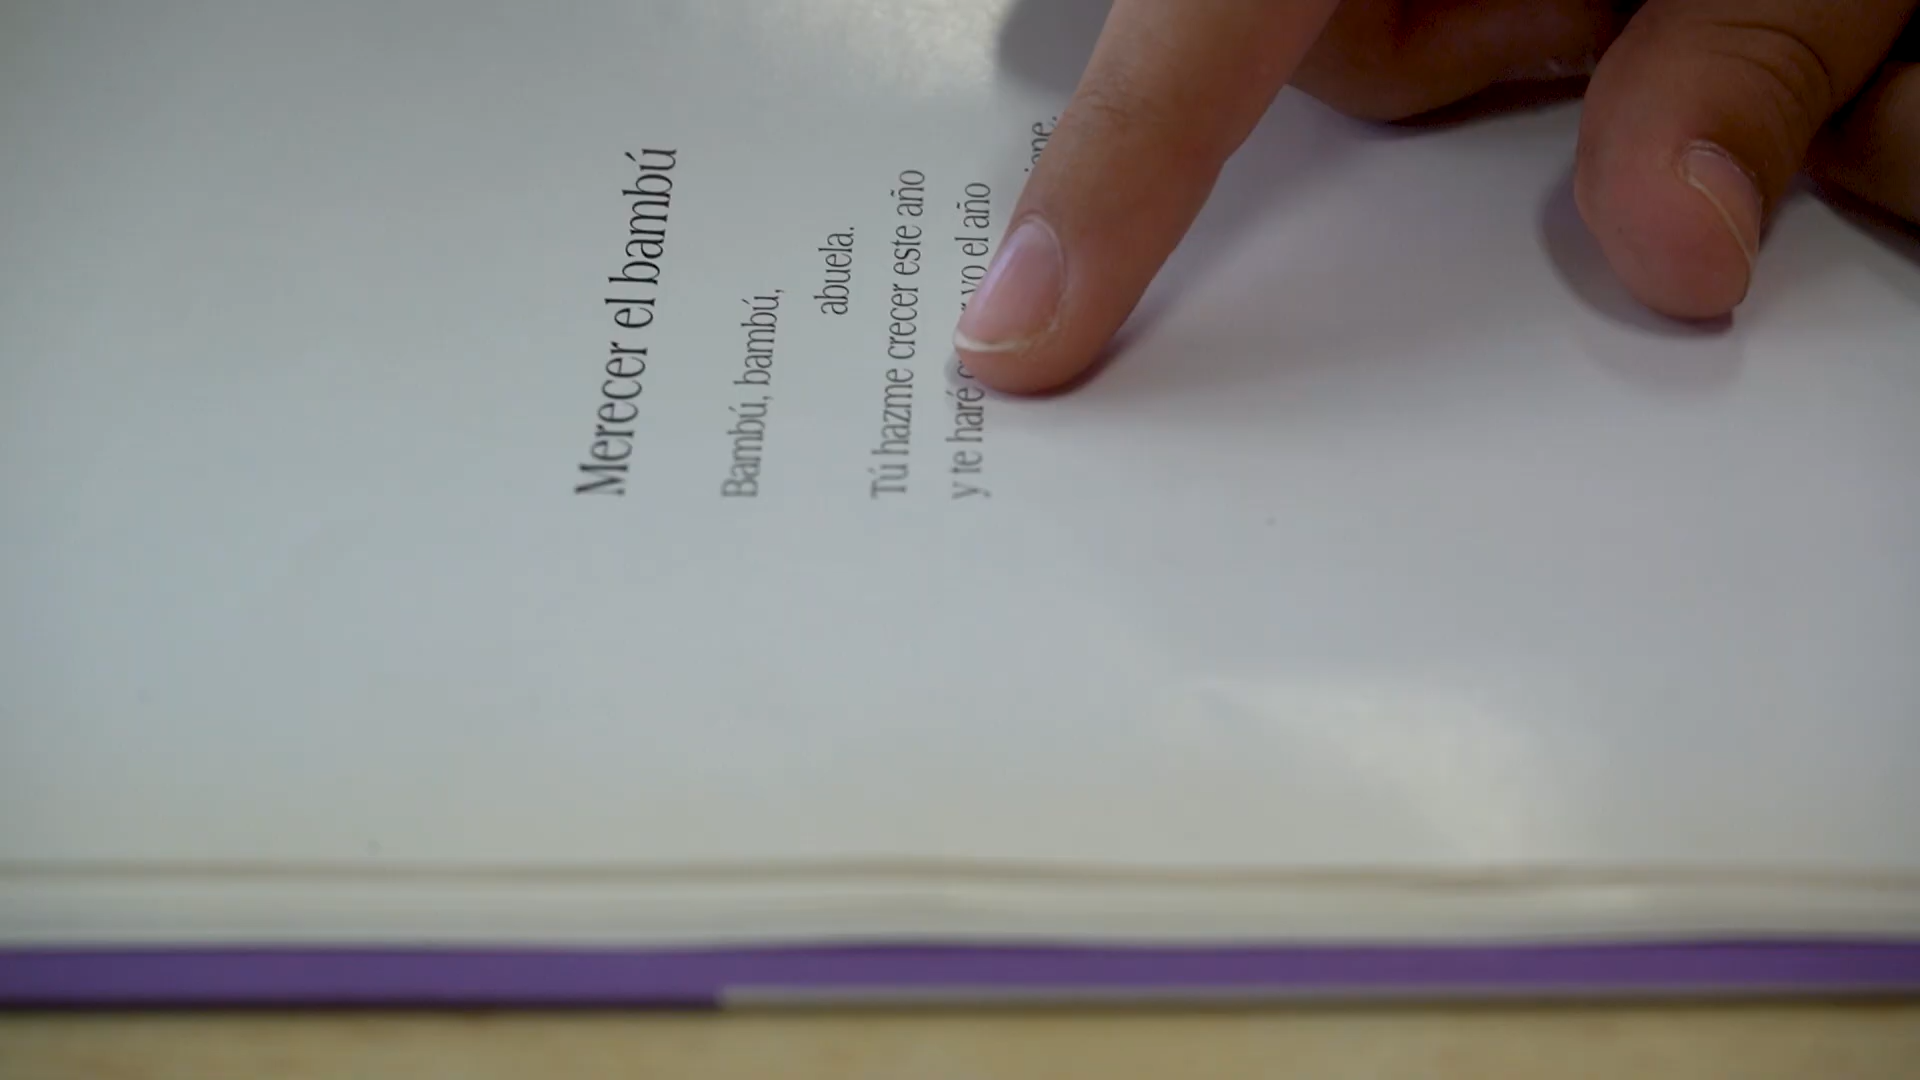 Merecer el bambú
Bambú, bambú,
abuela.
Tú hazme crecer este año
y te haré yo el año